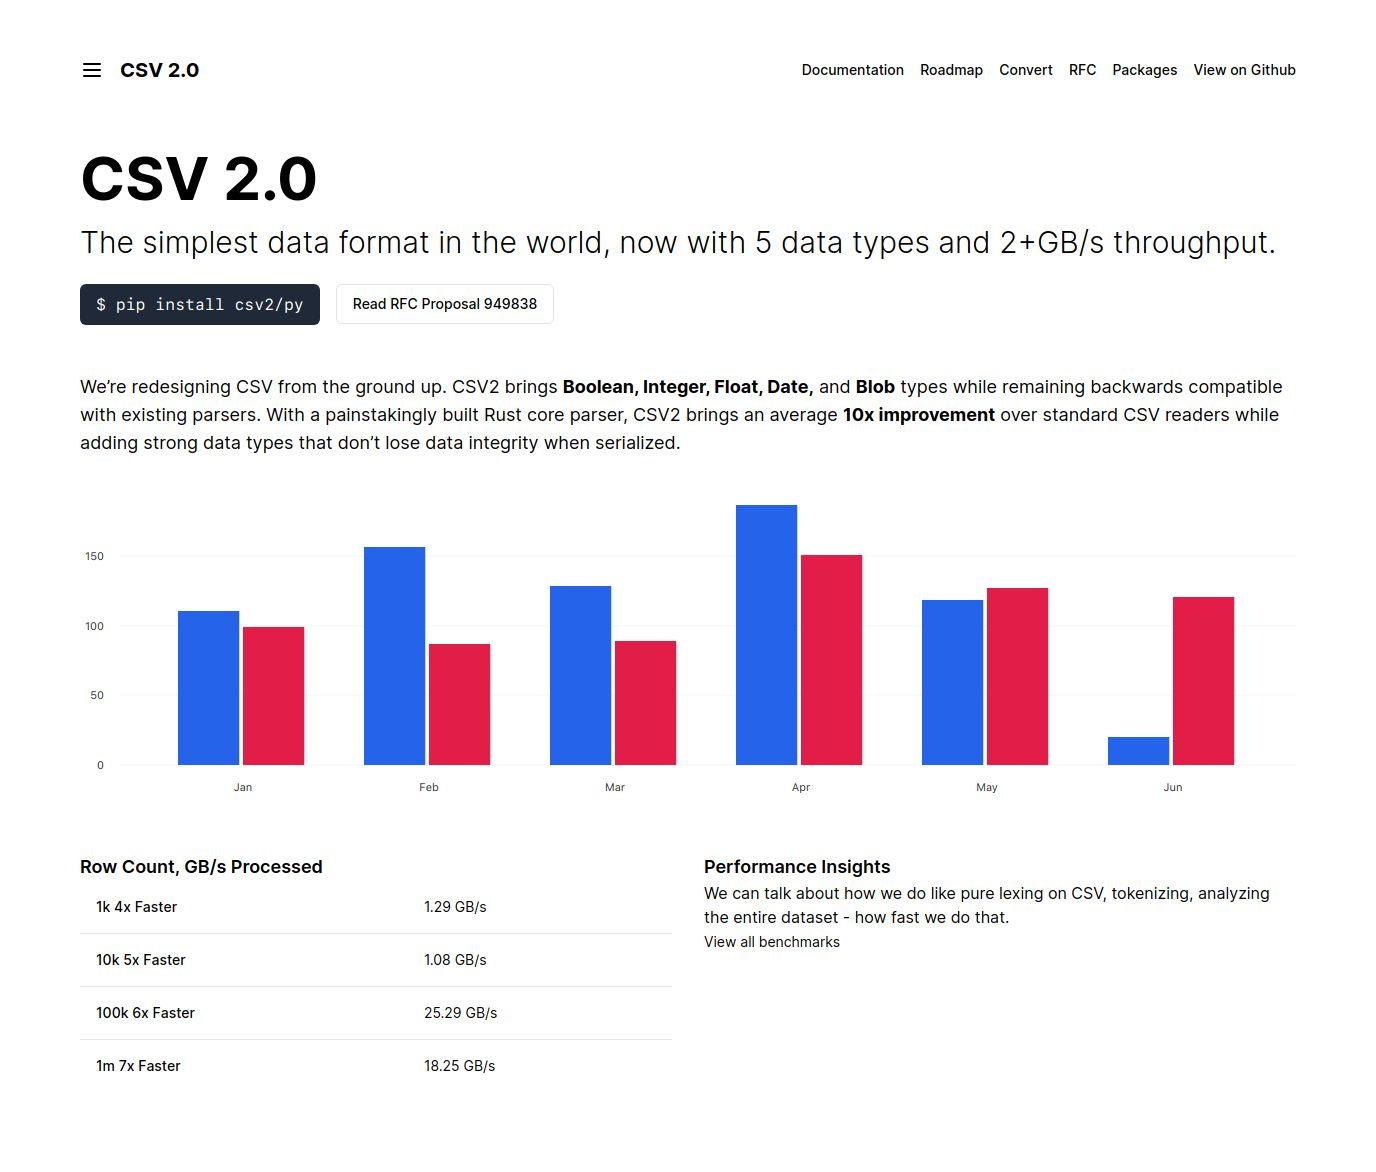 CSV 2.0
Documentation Roadmap Convert RFC Packages View on Github
CSV 2.0
The simplest data format in the world, now with 5 data types and 2+GB/s throughput.
$ pip install csv2/py
Read RFC Proposal 949838
We’re redesigning CSV from the ground up. CSV2 brings Boolean, Integer, Float, Date, and Blob types while remaining backwards compatible
with existing parsers. With a painstakingly built Rust core parser, CSV2 brings an average 10x improvement over standard CSV readers while
adding strong data types that don’t lose data integrity when serialized.
150
100
50
0
Jan Feb Mar Apr May Jun
Row Count, GB/s Processed
1k 4x Faster 1.29 GB/s
10k 5x Faster 1.08 GB/s
100k 6x Faster 25.29 GB/s
1m 7x Faster 18.25 GB/s
Performance Insights
We can talk about how we do like pure lexing on CSV, tokenizing, analyzing
the entire dataset - how fast we do that.
View all benchmarks